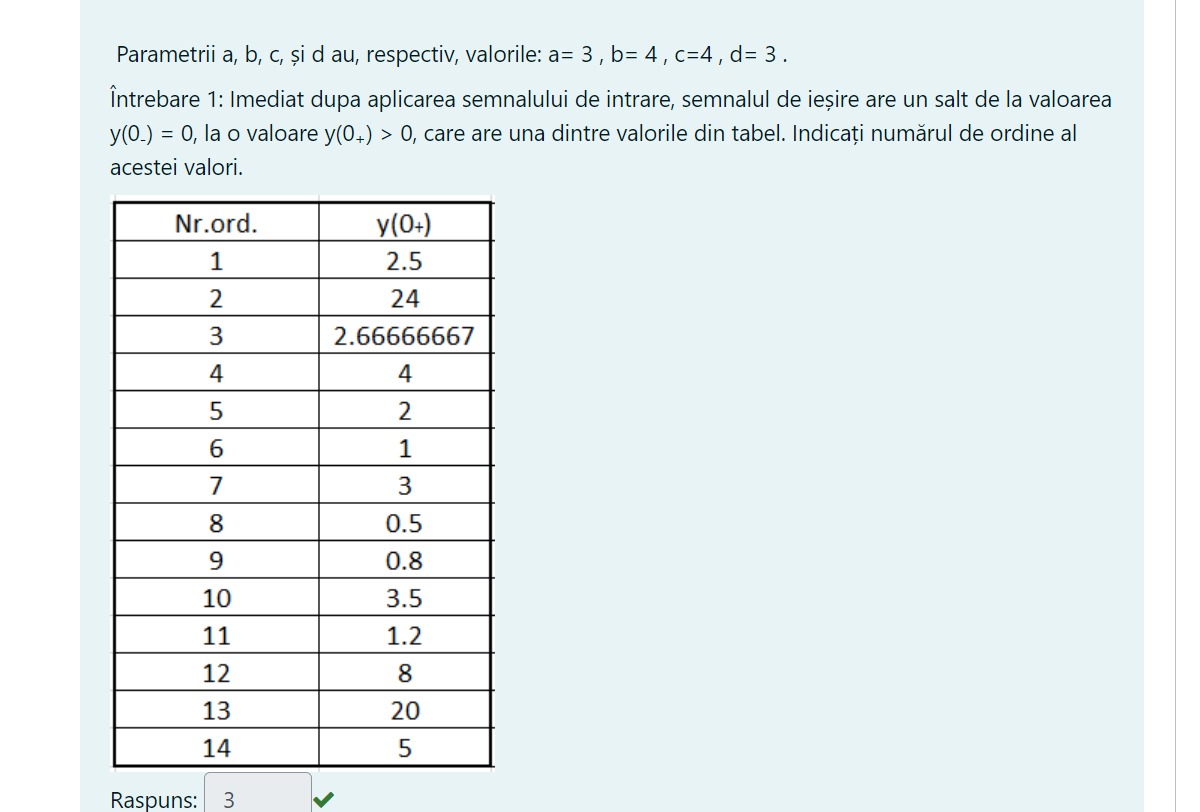 Parametrii a, b, c, și d au, respectiv, valorile: a= 3 , b= 4 , c=4 , d= 3 .
Întrebare 1: Imediat dupa aplicarea semnalului de intrare, semnalul de ieșire are un salt de la valoarea
y(0-) = 0, la o valoare y(0+) > 0, care are una dintre valorile din tabel. Indicați numărul de ordine al
acestei valori.
Nr.ord. y(0+)
1 2.5
2 24
3 2.66666667
4 4
5 2
6 1
7 3
8 0.5
9 0.8
10 3.5
11 1.2
12 8
13 20
14 5
Raspuns: 3